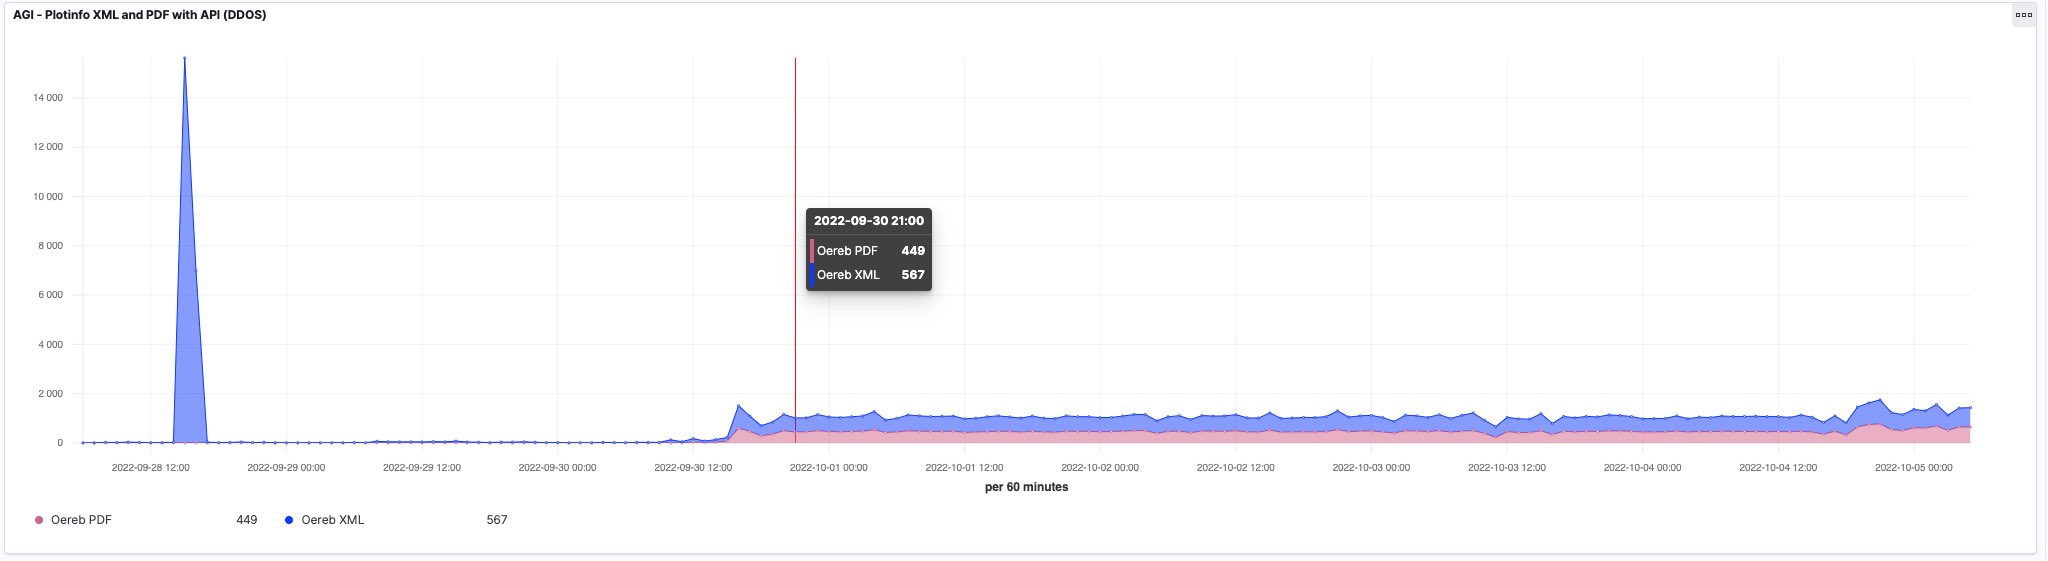 AGI - Plotinfo XML and PDF with API (DDOS)
14 000
12 000
10 000
8 000
6 000
4 000
2 000
0
2022-09-30 21:00
Oereb PDF 449
Oereb XML 567
2022-09-28 12:00 2022-09-29 00:00 2022-09-29 12:00 2022-09-30 00:00 2022-09-30 12:00 2022-10-01 00:00 2022-10-01 12:00 2022-10-02 00:00 2022-10-02 12:00 2022-10-03 00:00 2022-10-03 12:00 2022-10-04 00:00 2022-10-04 12:00 2022-10-05 00:00
per 60 minutes
Oereb PDF 449 Oereb XML 567